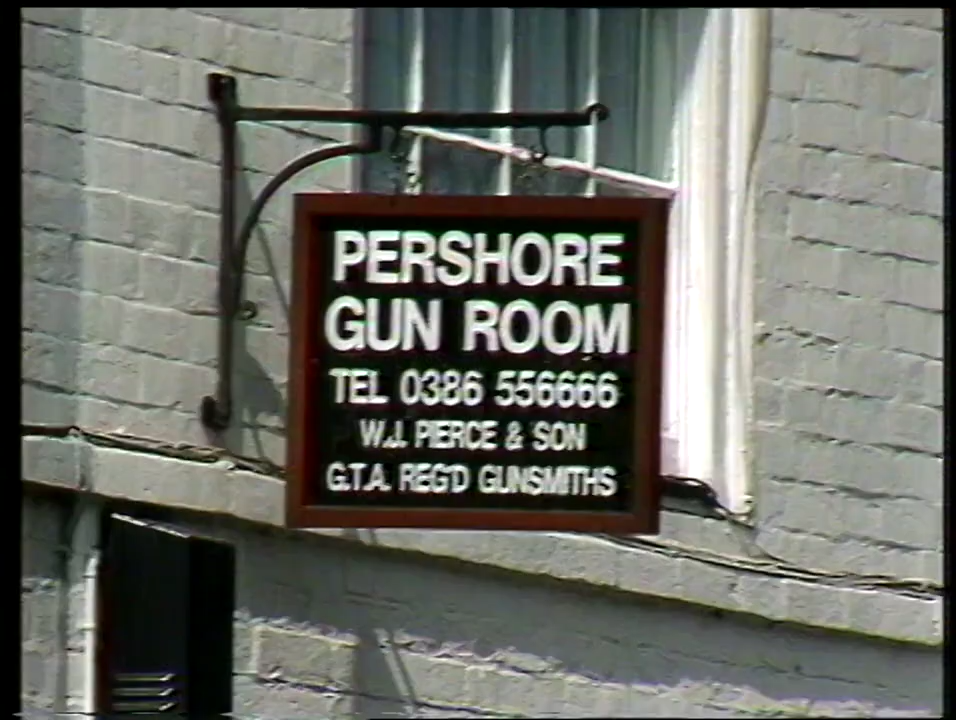 PERSHORE
GUN ROOM
TEL 0386 556666
W.J. PIERCE & SON
G.T.A. REG'D GUNSMITHS